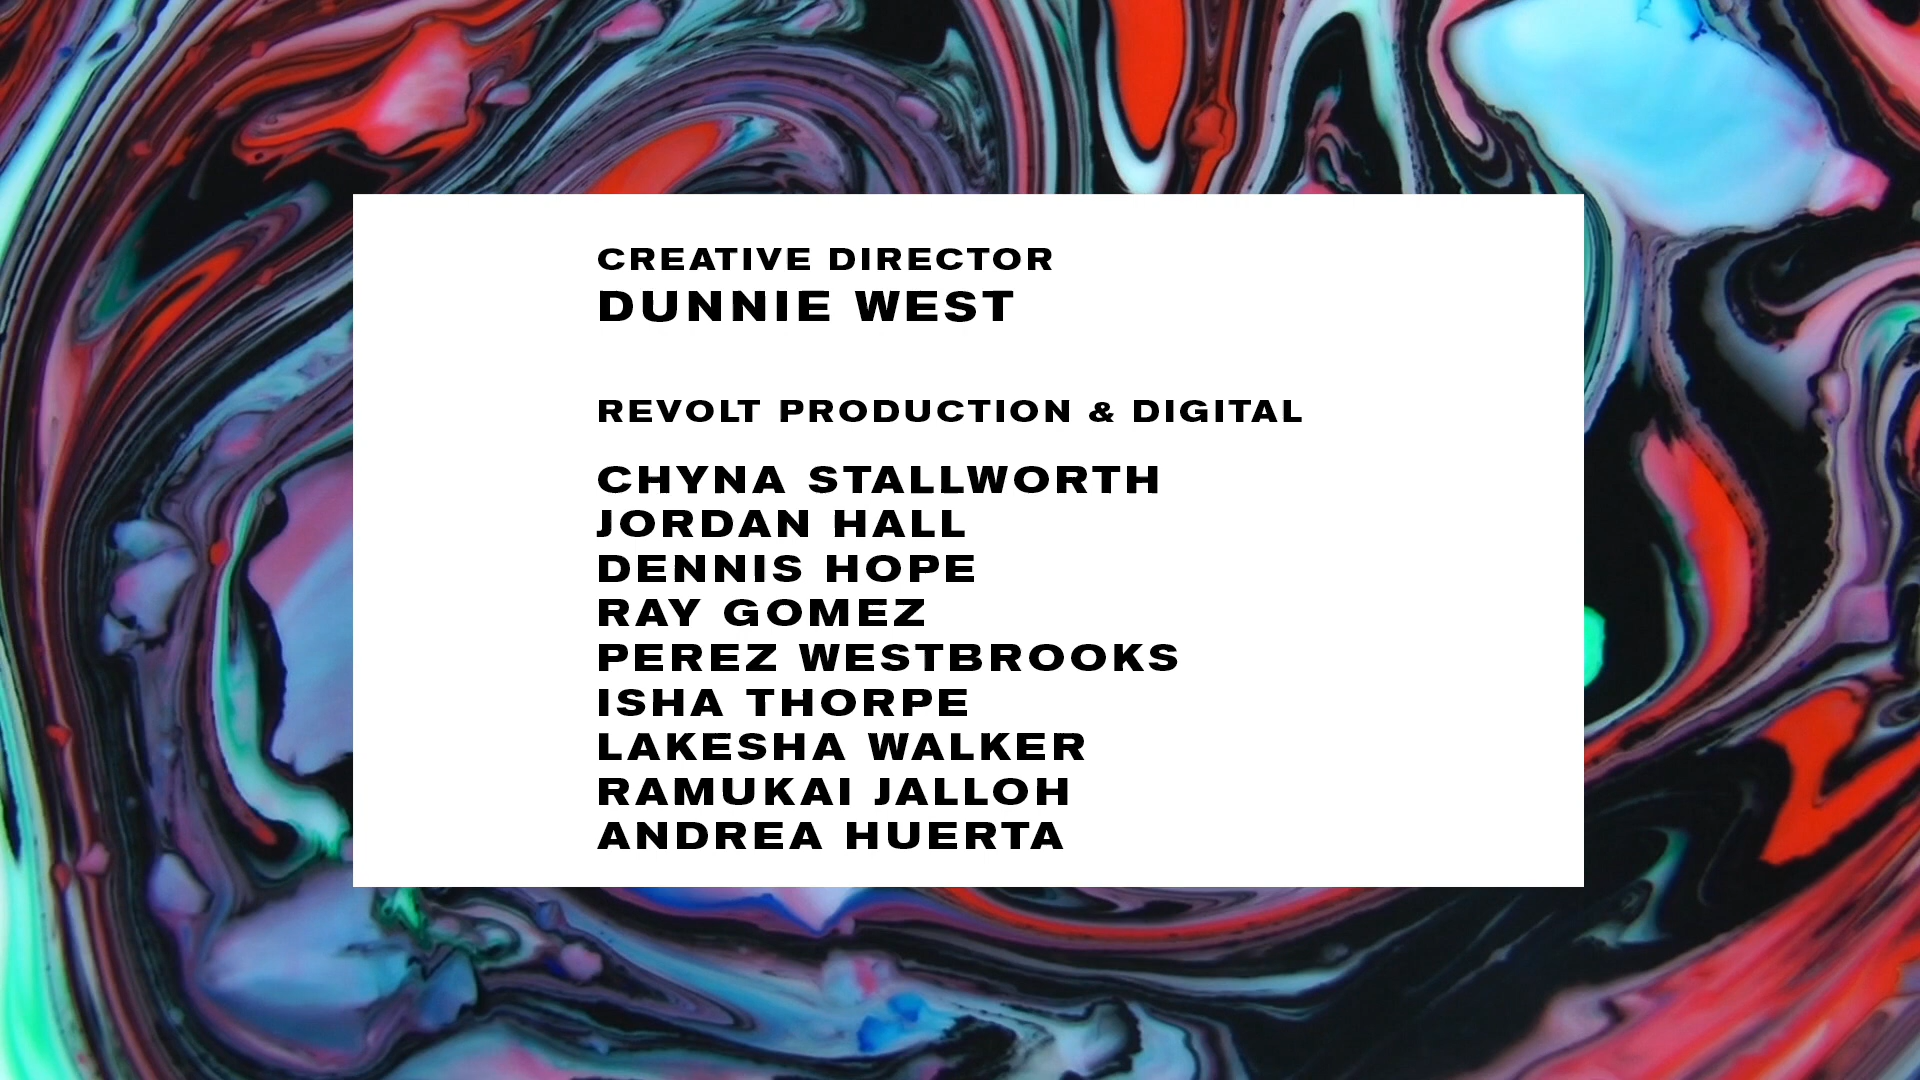 CREATIVE DIRECTOR
DUNNIE WEST
REVOLT PRODUCTION & DIGITAL
CHYNA STALLWORTH
JORDAN HALL
DENNIS HOPE
RAY GOMEZ
PEREZ WESTBROOKS
ISHA THORPE
LAKESHA WALKER
RAMUKAI JALLOH
ANDREA HUERTA